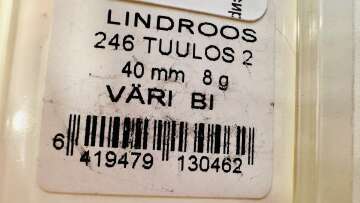 LINDROOS
246 TUULOS 2
40 mm 8 g
VÄRI BI
6 419479 130462